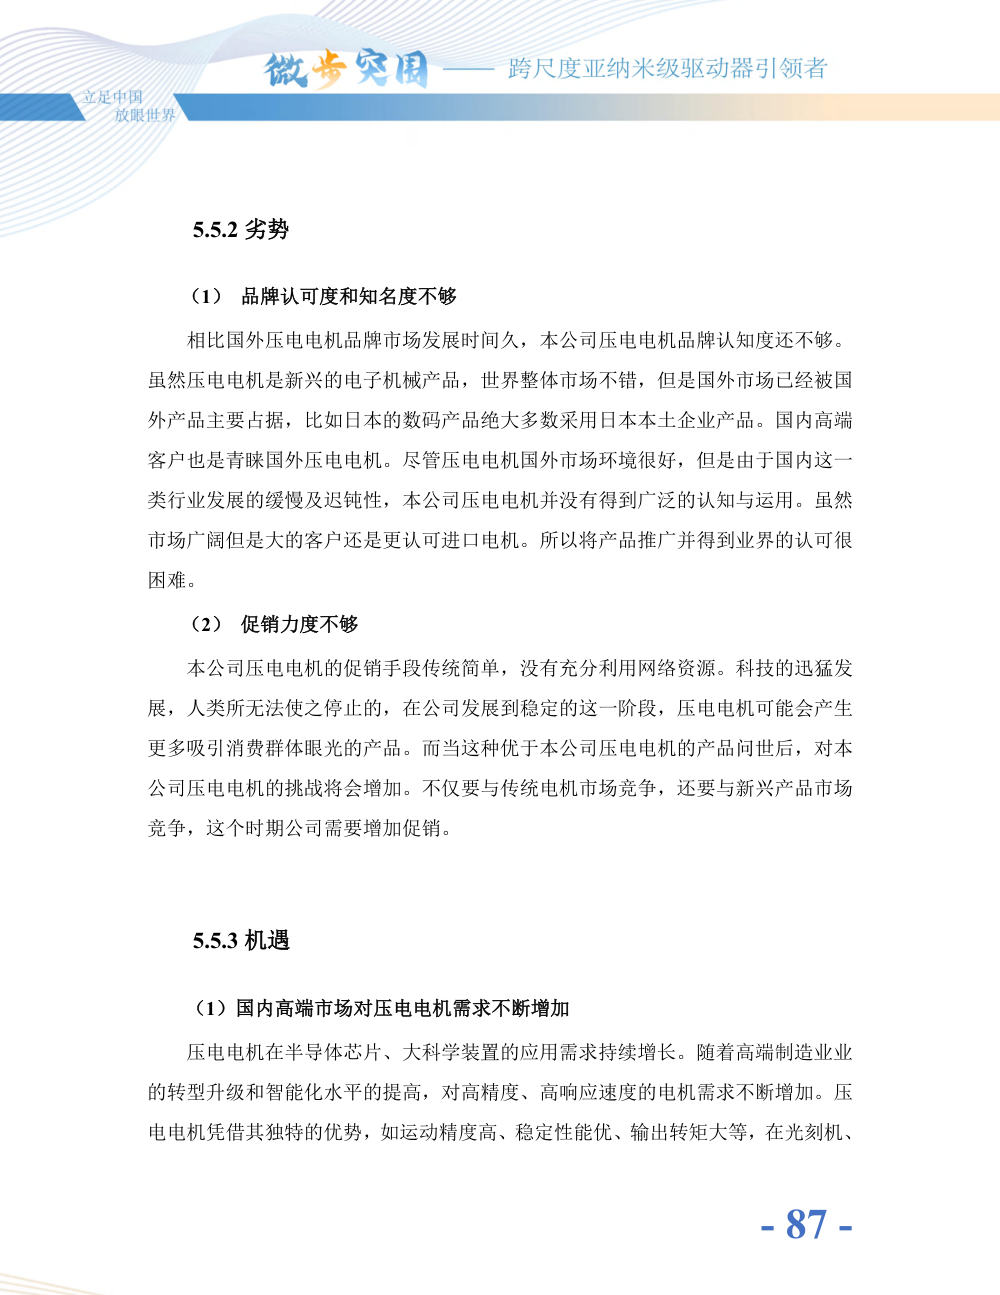 微步突围 —— 跨尺度亚纳米级驱动器引领者
立足中国
放眼世界
5.5.2 劣势
（1） 品牌认可度和知名度不够
相比国外压电电机品牌市场发展时间久，本公司压电电机品牌认知度还不够。
虽然压电电机是新兴的电子机械产品，世界整体市场不错，但是国外市场已经被国
外产品主要占据，比如日本的数码产品绝大多数采用日本本土企业产品。国内高端
客户也是青睐国外压电电机。尽管压电电机国外市场环境很好，但是由于国内这一
类行业发展的缓慢及迟钝性，本公司压电电机并没有得到广泛的认知与运用。虽然
市场广阔但是大的客户还是更认可进口电机。所以将产品推广并得到业界的认可很
困难。
（2） 促销力度不够
本公司压电电机的促销手段传统简单，没有充分利用网络资源。科技的迅猛发
展，人类所无法使之停止的，在公司发展到稳定的这一阶段，压电电机可能会产生
更多吸引消费群体眼光的产品。而当这种优于本公司压电电机的产品问世后，对本
公司压电电机的挑战将会增加。不仅要与传统电机市场竞争，还要与新兴产品市场
竞争，这个时期公司需要增加促销。
5.5.3 机遇
（1）国内高端市场对压电电机需求不断增加
压电电机在半导体芯片、大科学装置的应用需求持续增长。随着高端制造业业
的转型升级和智能化水平的提高，对高精度、高响应速度的电机需求不断增加。压
电电机凭借其独特的优势，如运动精度高、稳定性能优、输出转矩大等，在光刻机、
- 87 -